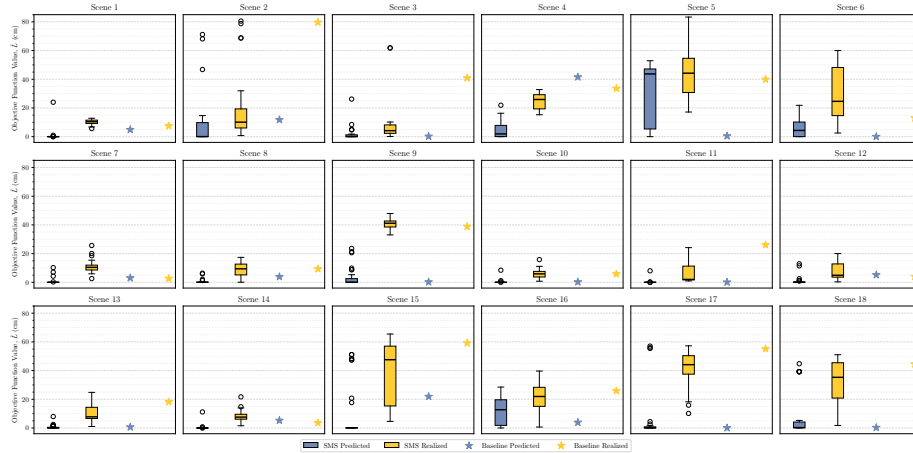 Scene 1 Scene 2 Scene 3 Scene 4 Scene 5 Scene 6
Objective Function Value, L (cm)
80
60
40
20
0
Scene 7 Scene 8 Scene 9 Scene 10 Scene 11 Scene 12
Objective Function Value, L (cm)
80
60
40
20
0
Scene 13 Scene 14 Scene 15 Scene 16 Scene 17 Scene 18
Objective Function Value, L (cm)
80
60
40
20
0
SMS Predicted SMS Realized Baseline Predicted Baseline Realized